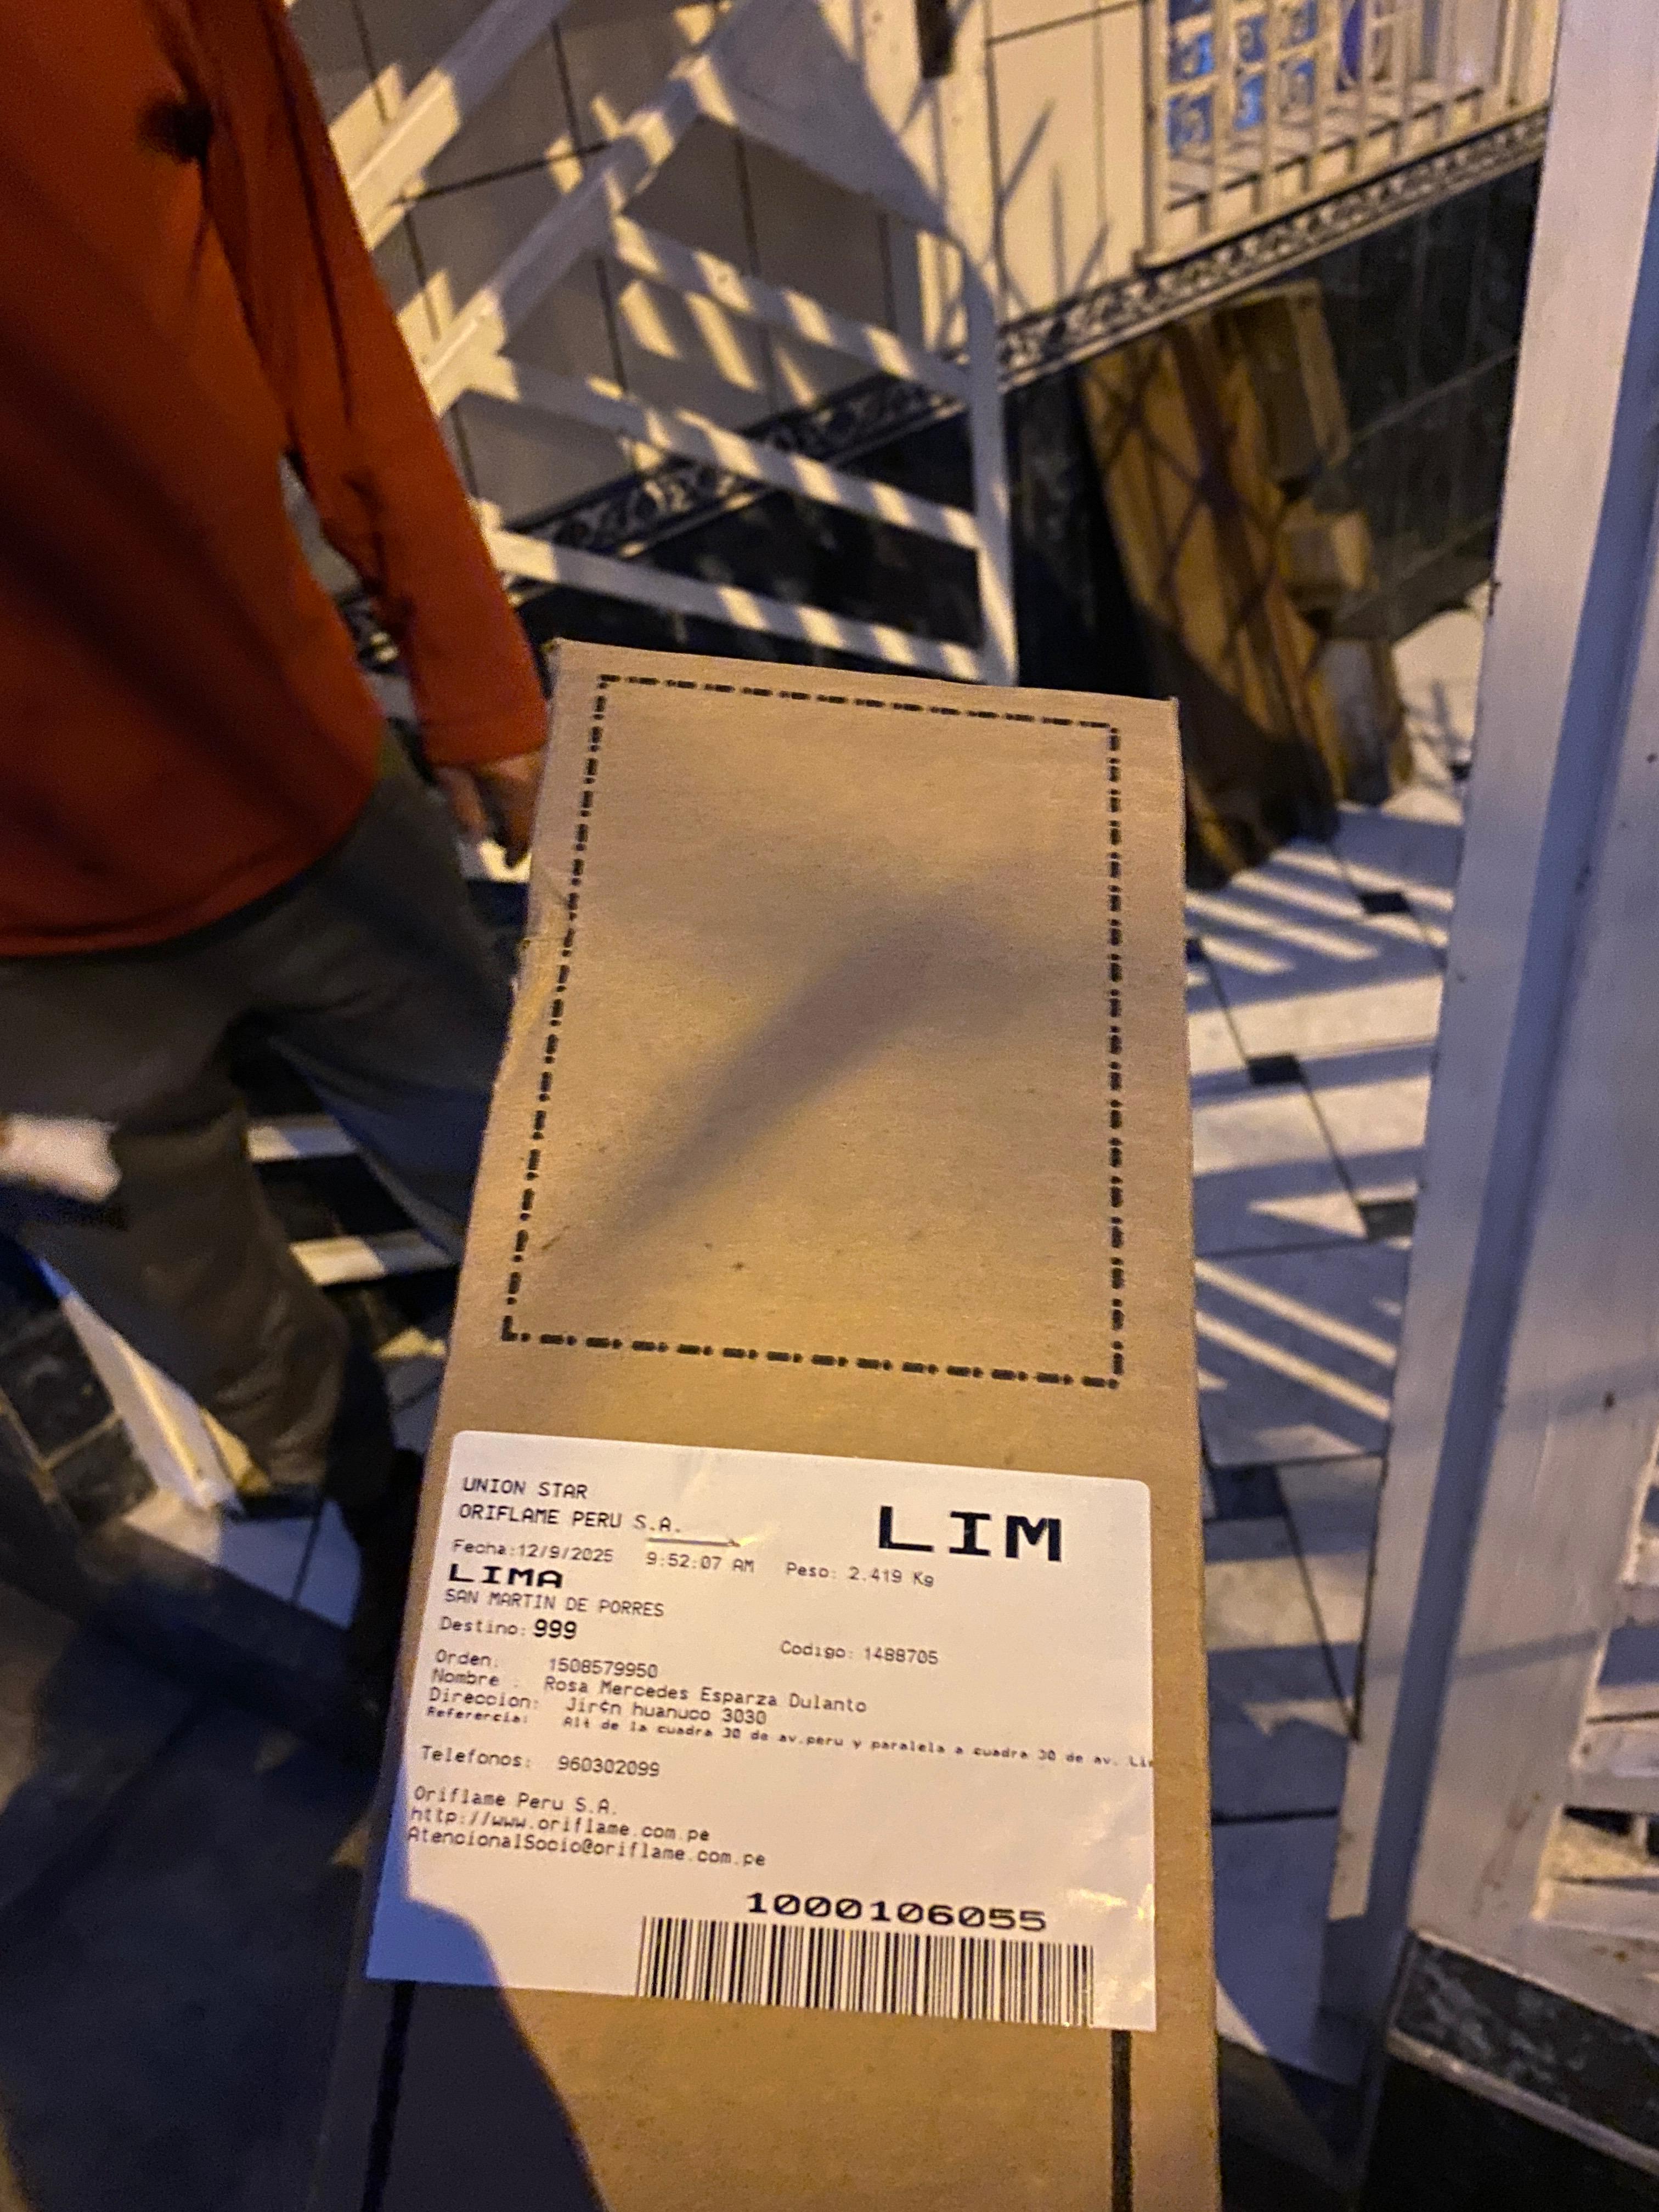 UNION STAR
ORIFLAME PERU S.A.
LIM
Fecha:12/9/2025 9:52:07 AM Peso: 2.419 Kg
LIMA
SAN MARTIN DE PORRES
Destino: 999
Codigo: 1488705
Orden: 1508579950
Nombre : Rosa Mercedes Esparza Dulanto
Direccion: Jir¢n huanuco 3030
Referencia: Alt de la cuadra 30 de av.peru y paralela a cuadra 30 de av. Lim
Telefonos: 960302099
Oriflame Peru S.A.
http://www.oriflame.com.pe
AtencionalSocio@oriflame.com.pe
1000106055